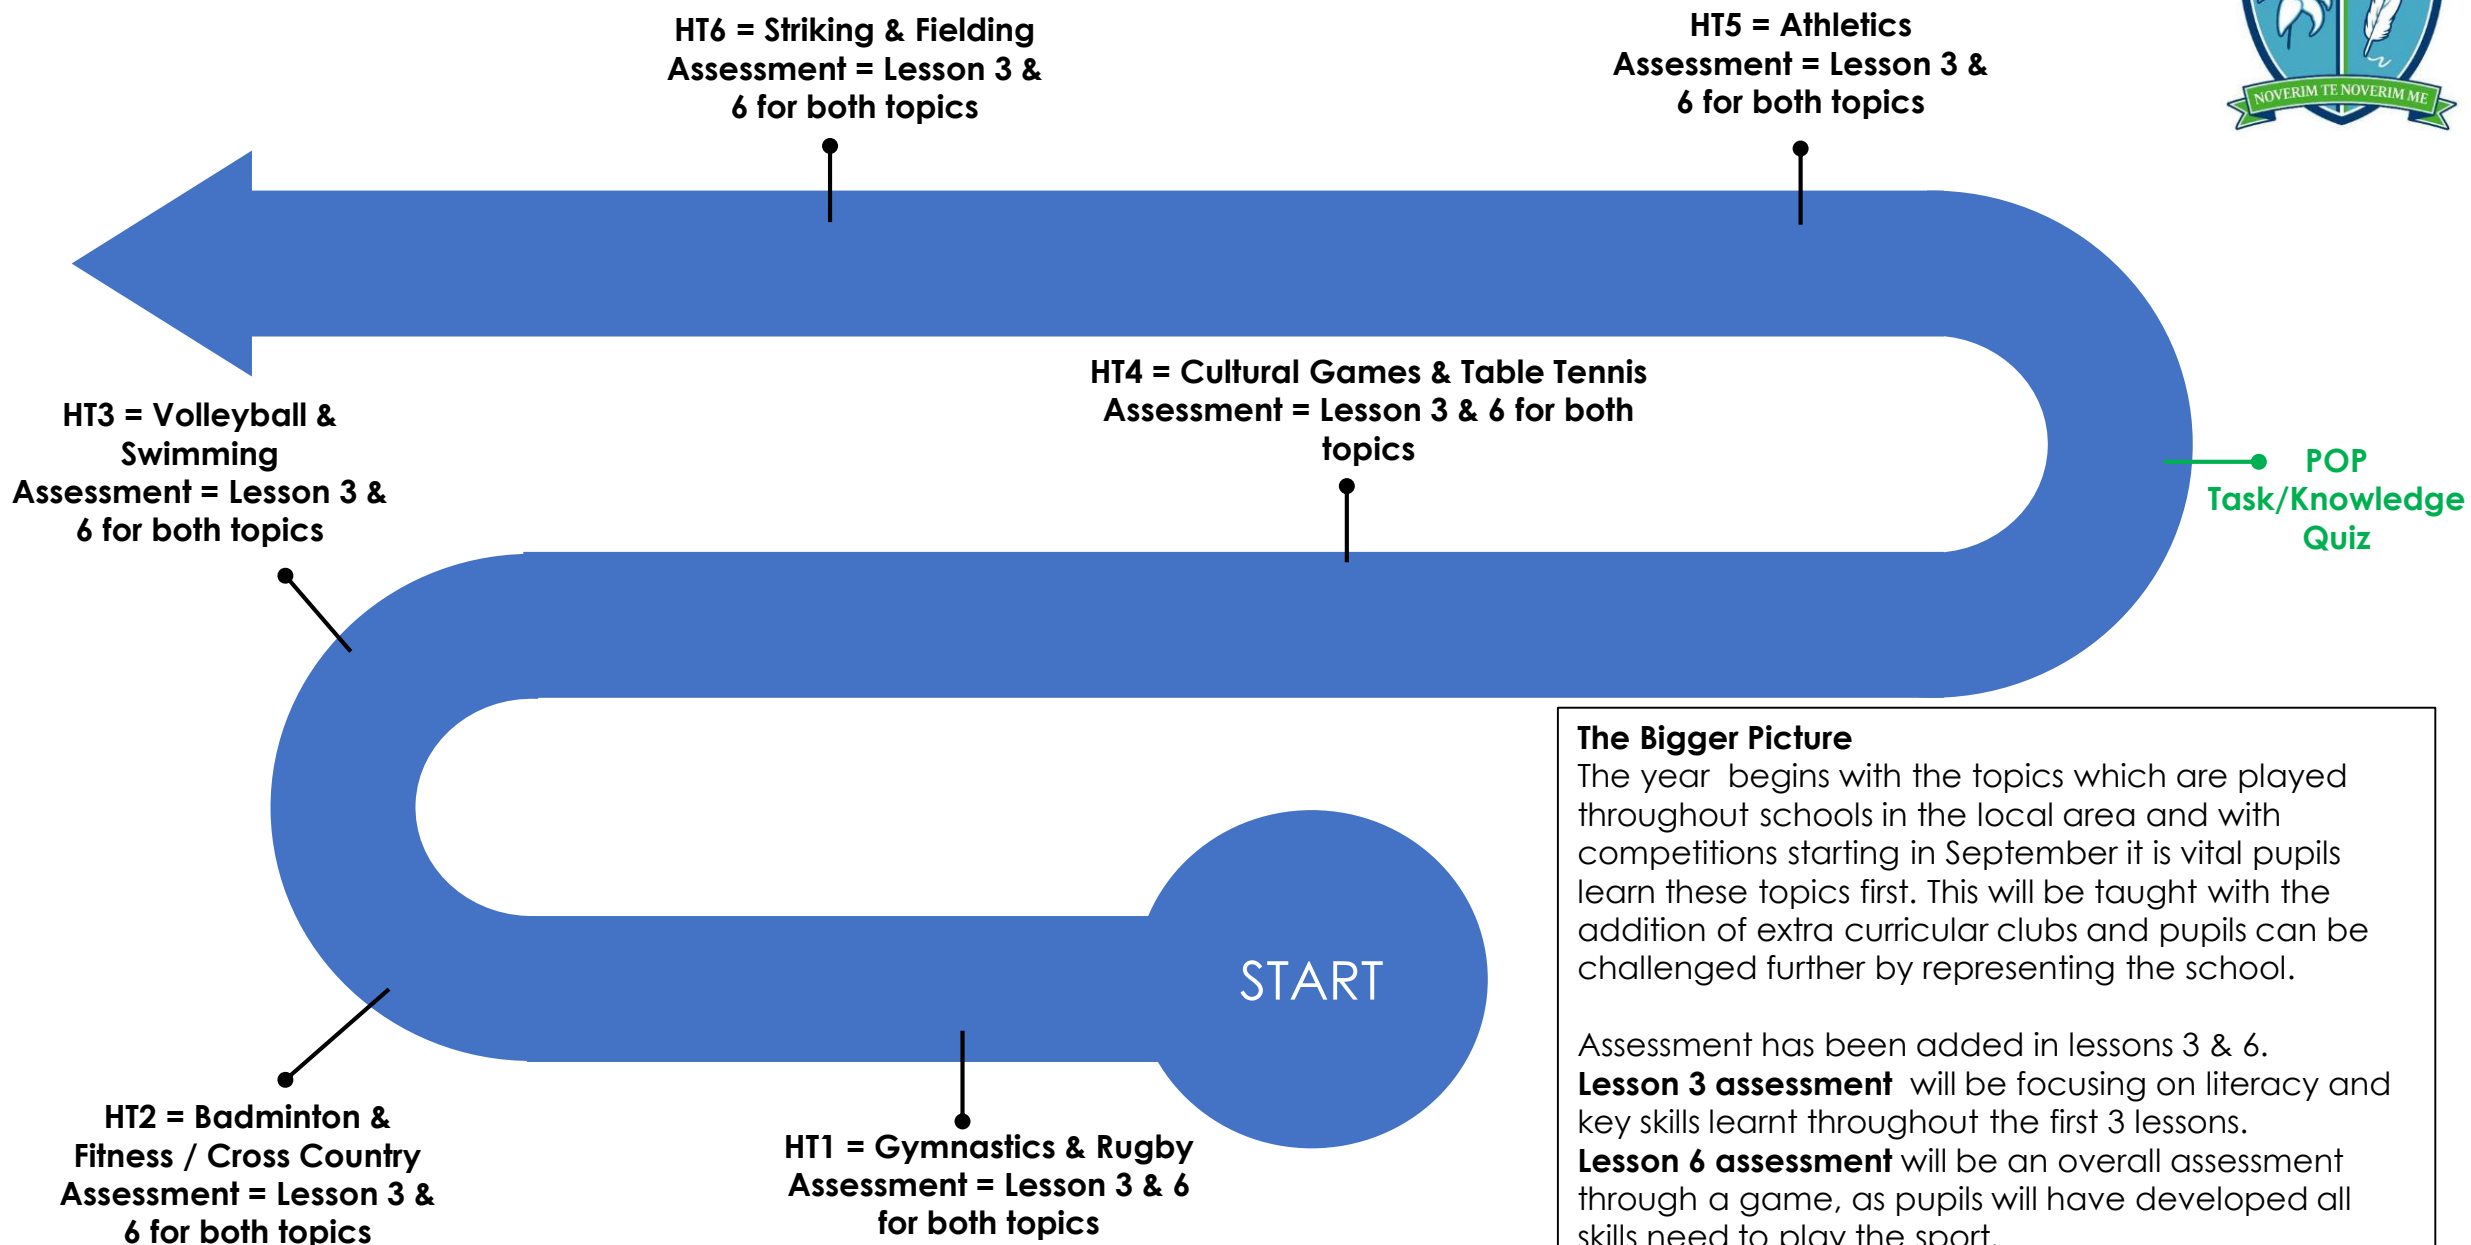 HT6 = Striking & Fielding
Assessment = Lesson 3 &
6 for both topics
HT5 = Athletics
Assessment = Lesson 3 &
6 for both topics
NOVERIM TE NOVERIM ME
HT4 = Cultural Games & Table Tennis
Assessment = Lesson 3 & 6 for both
topics
HT3 = Volleyball &
Swimming
Assessment = Lesson 3 &
6 for both topics
POP
Task/Knowledge
Quiz
START
HT2 = Badminton &
Fitness / Cross Country
Assessment = Lesson 3 &
6 for both topics
HT1 = Gymnastics & Rugby
Assessment = Lesson 3 & 6
for both topics
The Bigger Picture
The year  begins with the topics which are played
throughout schools in the local area and with
competitions starting in September it is vital pupils
learn these topics first. This will be taught with the
addition of extra curricular clubs and pupils can be
challenged further by representing the school.
Assessment has been added in lessons 3 & 6.
Lesson 3 assessment  will be focusing on literacy and
key skills learnt throughout the first 3 lessons.
Lesson 6 assessment will be an overall assessment
through a game, as pupils will have developed all
skills need to play the sport.